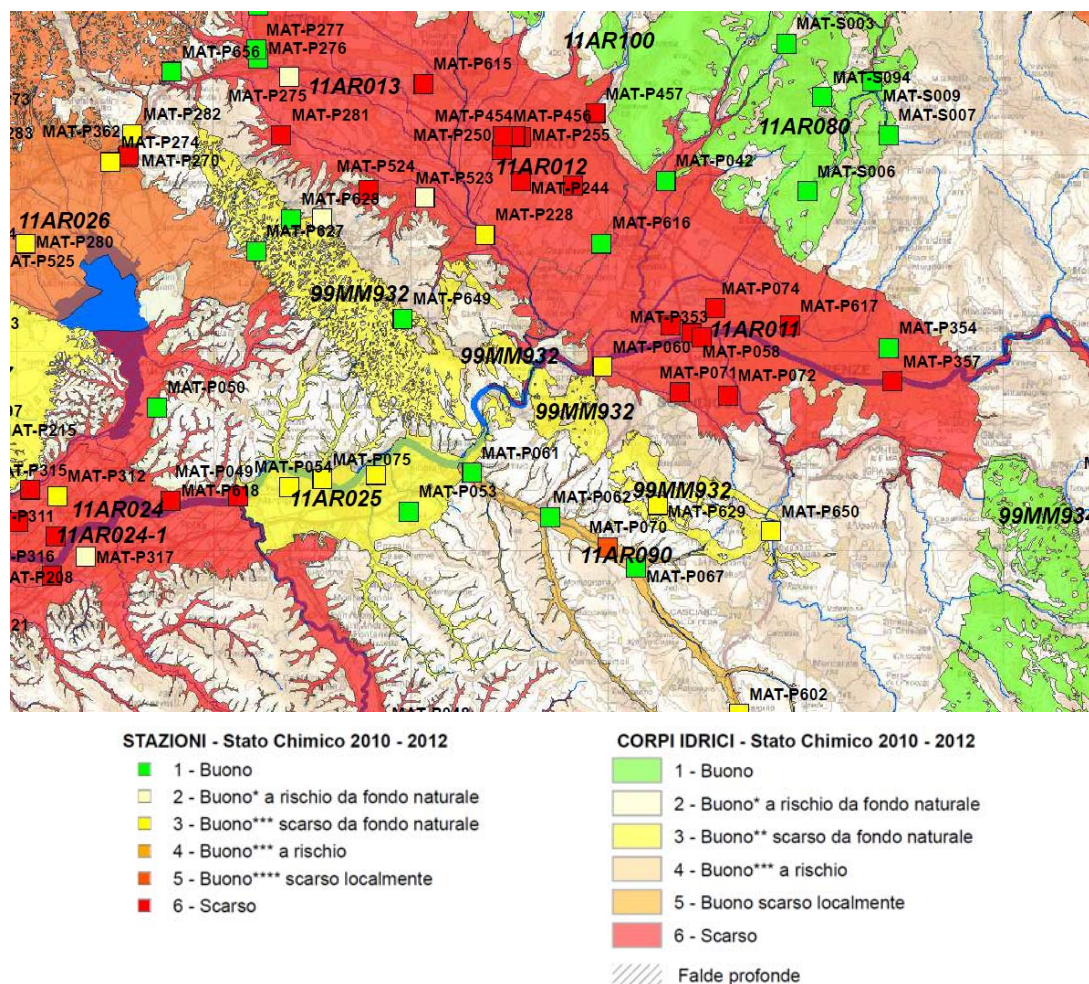 MAT-P277
MAT-P276
11AR100
MAT-S003
MAT-P656
MAT-P615
11AR013
MAT-S094
MAT-P275
MAT-P457
MAT-S009
MAT-P282
MAT-P454
MAT-P456
MAT-S007
MAT-P362
MAT-P281
MAT-P250
MAT-P255
11AR080
MAT-P274
MAT-P270
MAT-P524
11AR012
MAT-P042
MAT-P523
MAT-P244
MAT-S006
MAT-P628
MAT-P228
11AR026
MAT-P627
MAT-P616
MAT-P280
MAT-P525
99MM932
MAT-P649
MAT-P074
MAT-P617
MAT-P353
11AR011
MAT-P354
99MM932
MAT-P060
MAT-P058
MAT-P357
MAT-P050
MAT-P071
MAT-P072
99MM932
MAT-P215
MAT-P315
MAT-P312
MAT-P049
MAT-P054
MAT-P075
MAT-P061
MAT-P618
11AR025
MAT-P053
MAT-P062
99MM932
MAT-P629
MAT-P650
11AR024
MAT-P311
MAT-P070
11AR024-1
11AR090
MAT-P316
MAT-P317
MAT-P067
MAT-P208
MAT-P602
STAZIONI - Stato Chimico 2010 - 2012
1 - Buono
2 - Buono* a rischio da fondo naturale
3 - Buono*** scarso da fondo naturale
4 - Buono*** a rischio
5 - Buono**** scarso localmente
6 - Scarso
CORPI IDRICI - Stato Chimico 2010 - 2012
1 - Buono
2 - Buono* a rischio da fondo naturale
3 - Buono** scarso da fondo naturale
4 - Buono*** a rischio
5 - Buono scarso localmente
6 - Scarso
Falde profonde